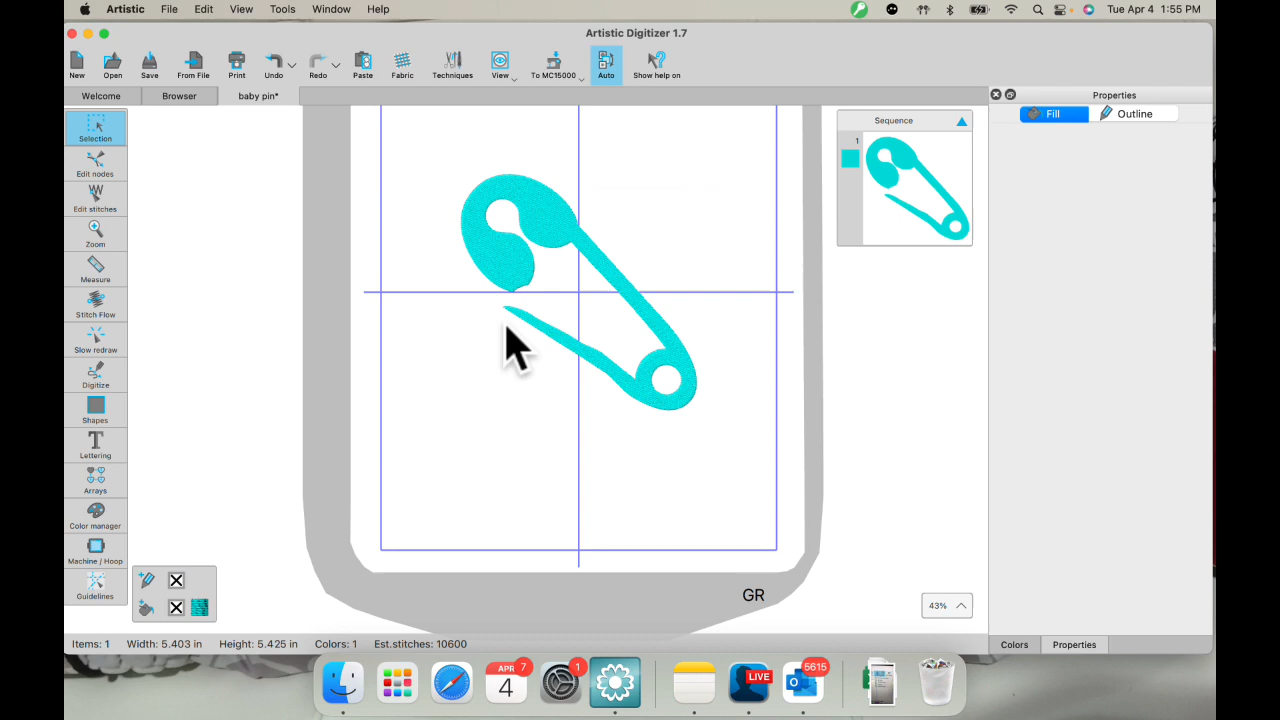 Artistic File Edit View Tools Window Help Tue Apr 4 1:55 PM
Artistic Digitizer 1.7
New Open Save From File Print Undo Redo Paste Fabric Techniques View To MC15000 Auto Show help on
Welcome Browser baby pin*
Properties
Fill Outline
Sequence
1
Selection
Edit nodes
Edit stitches
Zoom
Measure
Stitch Flow
Slow redraw
Digitize
Shapes
Lettering
Arrays
Color manager
Machine / Hoop
Guidelines
GR
43%
Items: 1 Width: 5.403 in Height: 5.425 in Colors: 1 Est.stitches: 10600
Colors Properties
APR 7
4
1
LIVE
5615